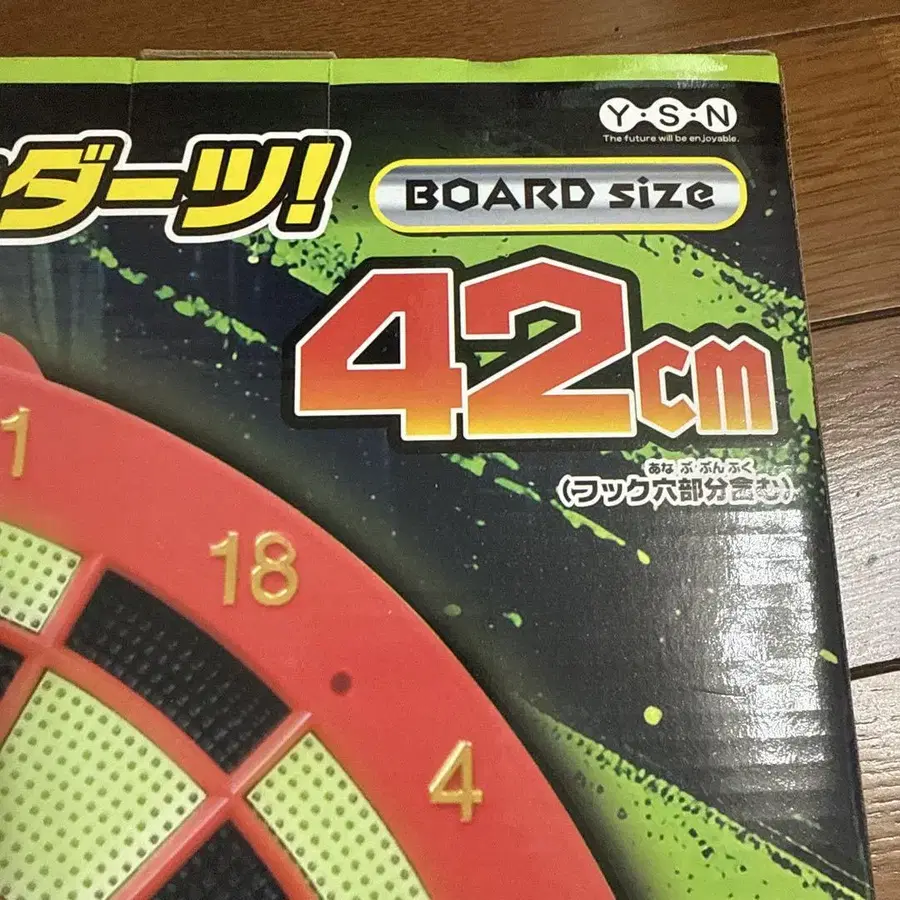 Y・S・N
The future will be enjoyable.
ダーツ!
BOARD size
42cm
あな ぶ ぶん ふく
(フック穴部分含む)
1
18
4